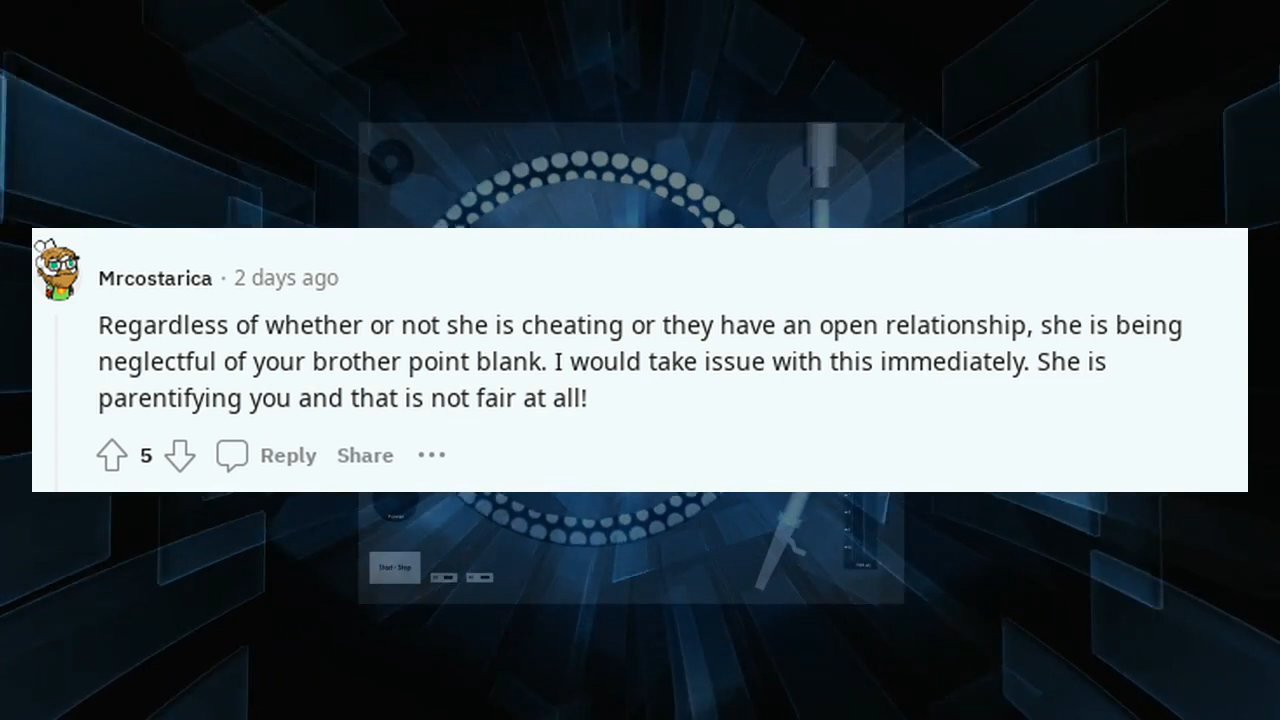 Mrcostarica · 2 days ago
Regardless of whether or not she is cheating or they have an open relationship, she is being
neglectful of your brother point blank. I would take issue with this immediately. She is
parentifying you and that is not fair at all!
5 Reply Share •••
Start - Stop